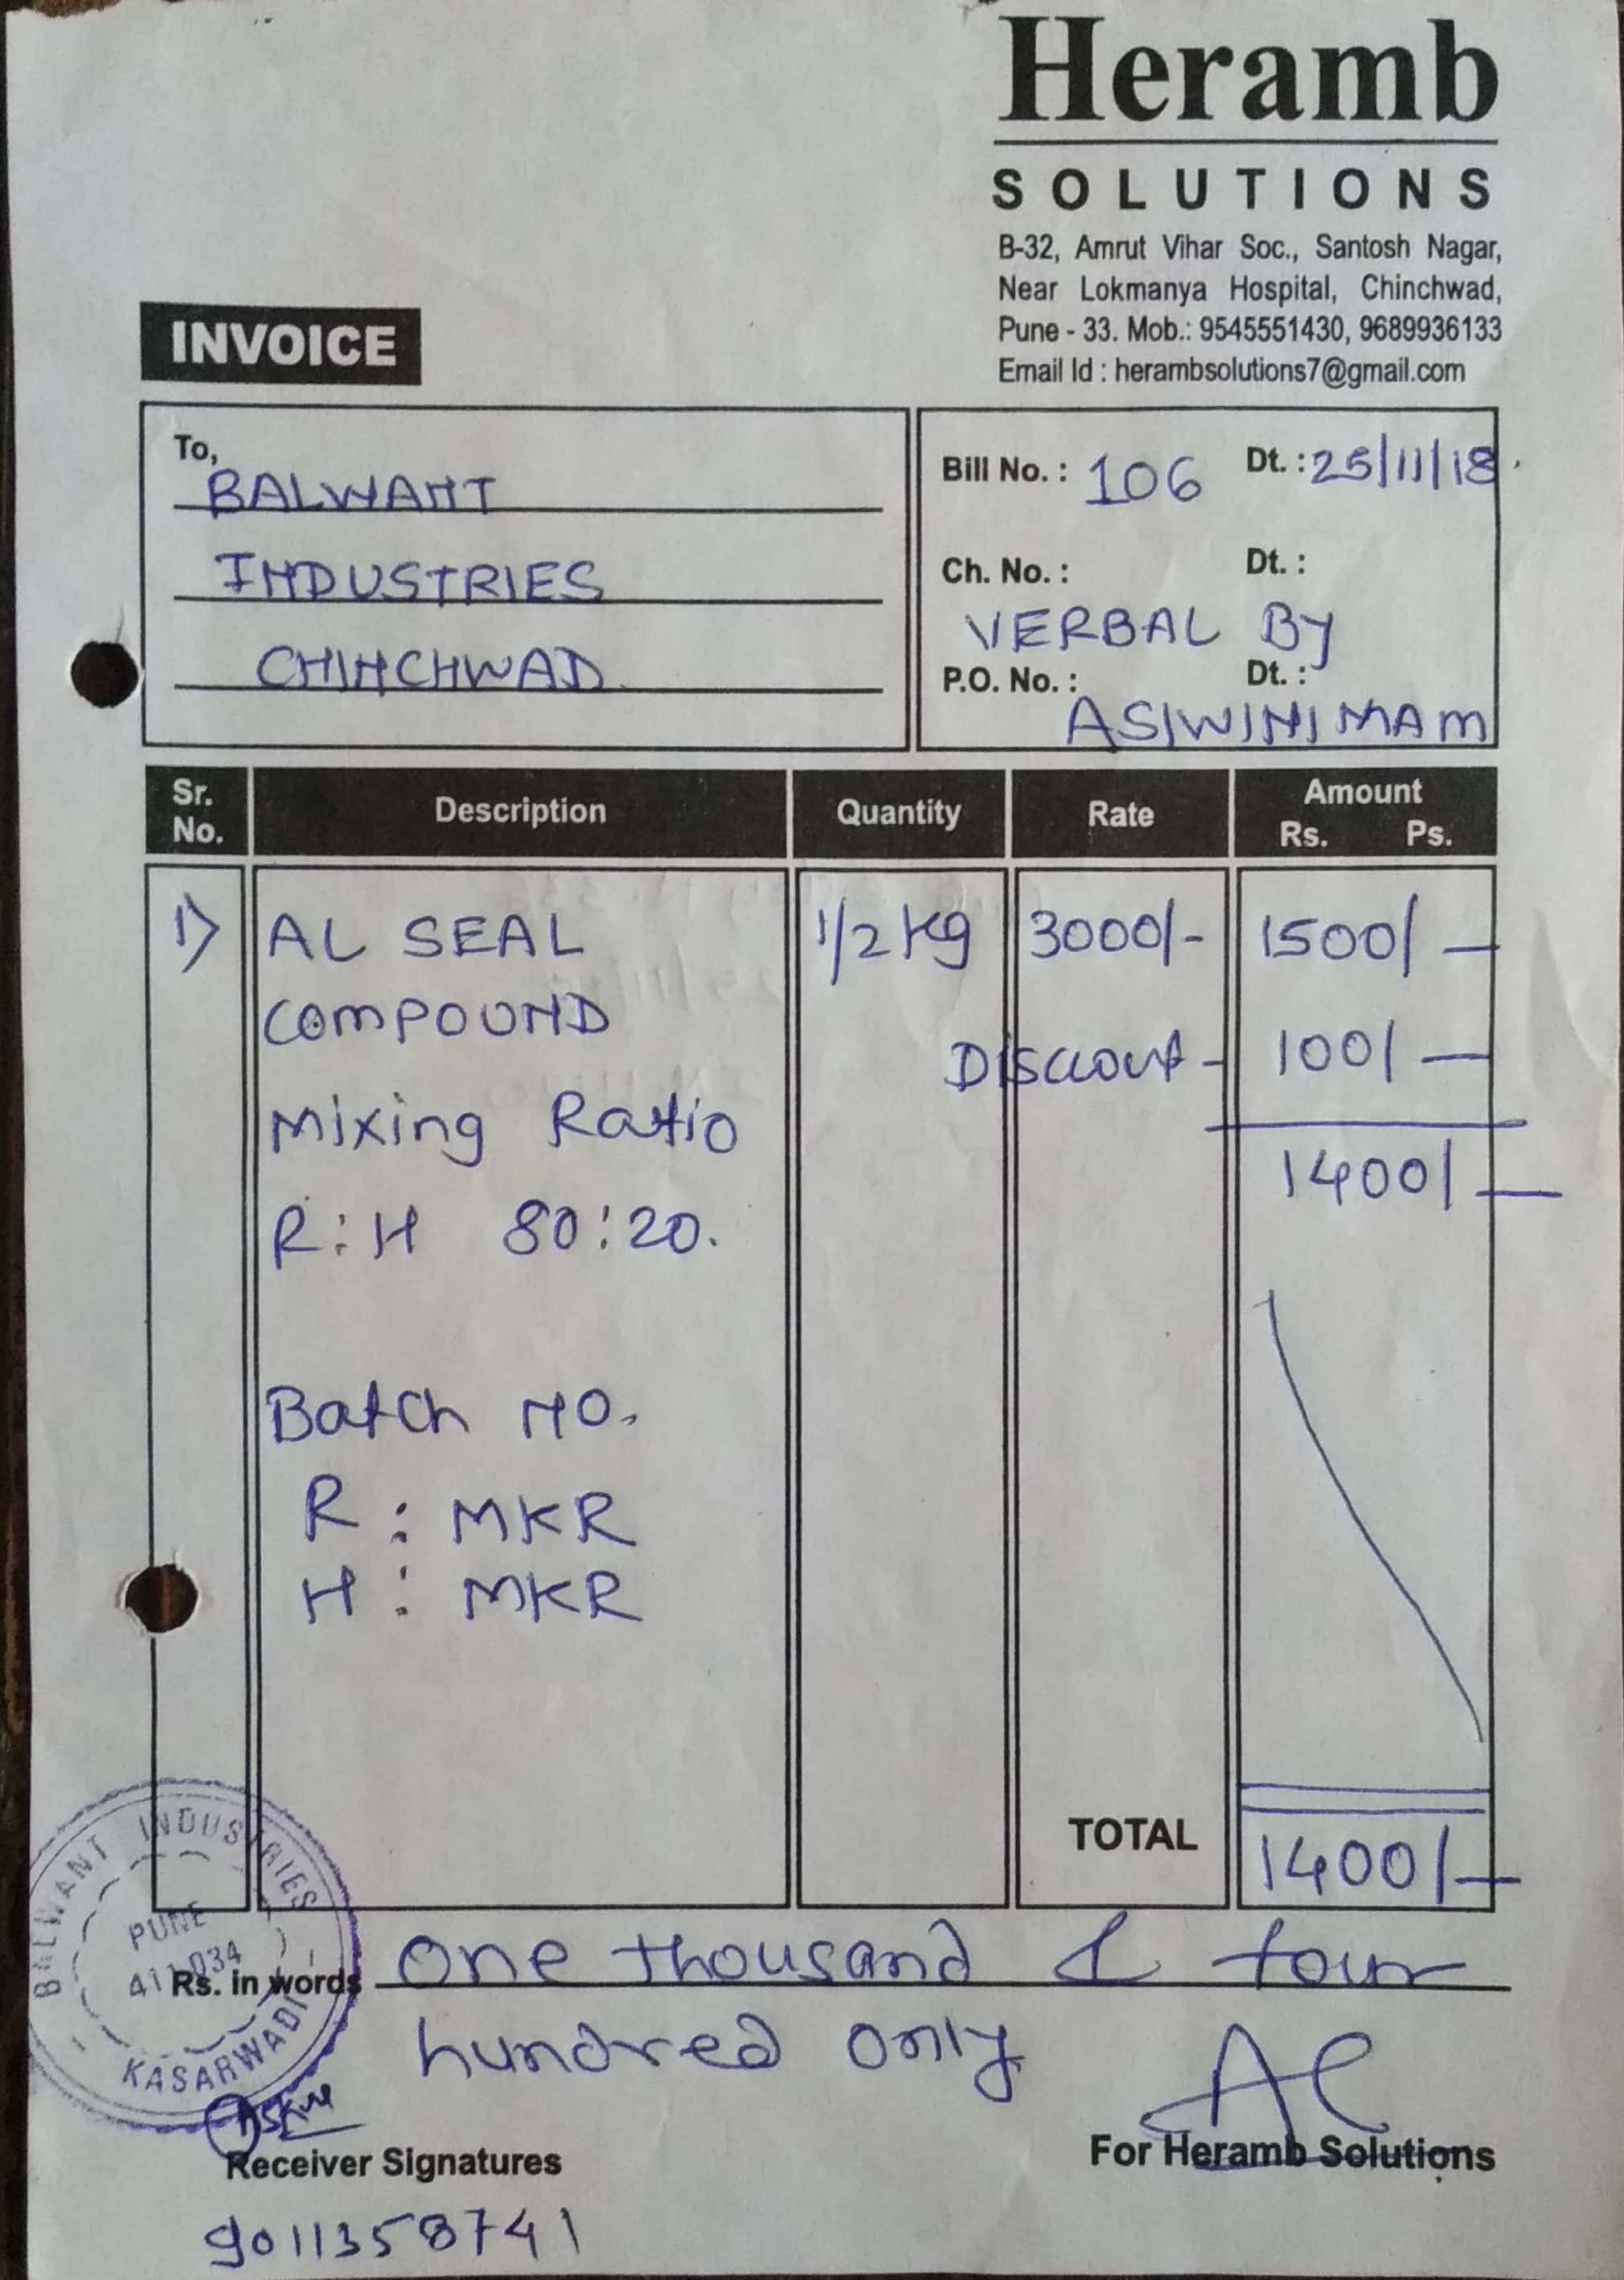 Heramb
SOLUTIONS
B-32, Amrut Vihar Soc., Santosh Nagar,
Near Lokmanya Hospital, Chinchwad,
Pune - 33. Mob.: 9545551430, 9689936133
Email Id : herambsolutions7@gmail.com
INVOICE
To,
BALWANT
INDUSTRIES
CHINCHWAD
Bill No. : 106 Dt. : 25/11/18
Ch. No. : Dt. :
VERBAL By
P.O. No. : Dt. :
ASIWINI MAM
Sr. No. Description Quantity Rate Amount Rs. Ps.
1) AL SEAL 1/2 kg 3000/- 1500/-
COMPOUND
Discout - 100/-
Mixing Ratio
1400/-
R:H 80:20.
Batch NO.
R : MKR
H : MKR
TOTAL 1400/-
BALWANT INDUSTRIES
PUNE
411 034
KASARWADI
Rs. in words One thousand & four
hundred only
Receiver Signatures
For Heramb Solutions
9011358741